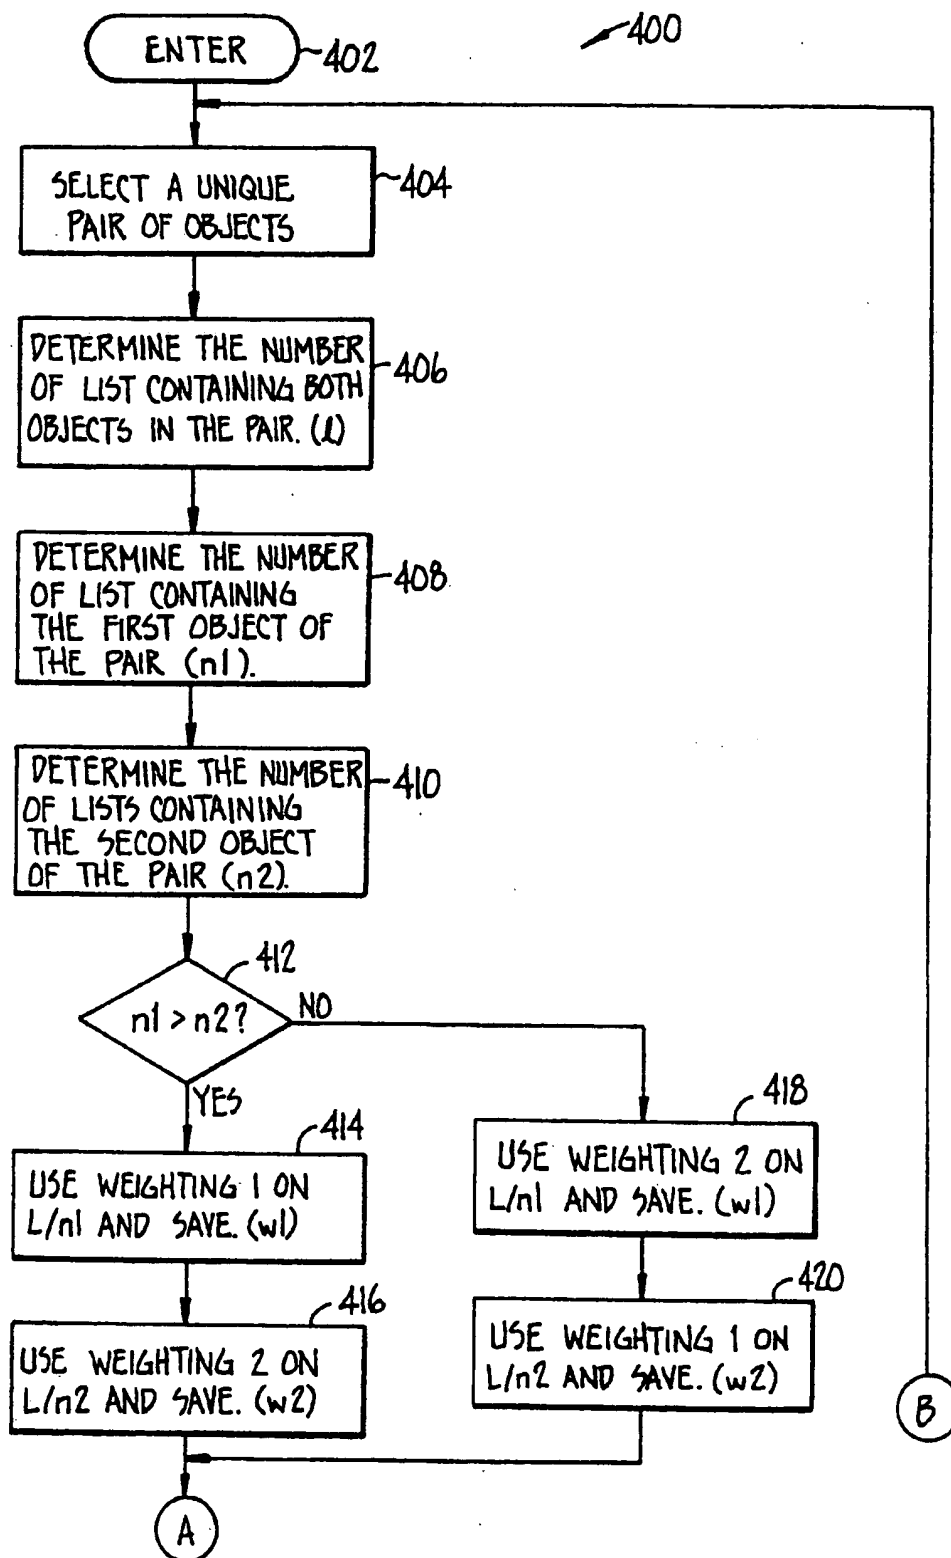 400
ENTER
402
SELECT A UNIQUE
PAIR OF OBJECTS
404
DETERMINE THE NUMBER
OF LIST CONTAINING BOTH
OBJECTS IN THE PAIR. (l)
406
DETERMINE THE NUMBER
OF LIST CONTAINING
THE FIRST OBJECT OF
THE PAIR (n1).
408
DETERMINE THE NUMBER
OF LISTS CONTAINING
THE SECOND OBJECT
OF THE PAIR (n2).
410
412
n1 > n2?
NO
YES
414
USE WEIGHTING 1 ON
L/n1 AND SAVE. (w1)
416
USE WEIGHTING 2 ON
L/n2 AND SAVE. (w2)
418
USE WEIGHTING 2 ON
L/n1 AND SAVE. (w1)
420
USE WEIGHTING 1 ON
L/n2 AND SAVE. (w2)
B
A